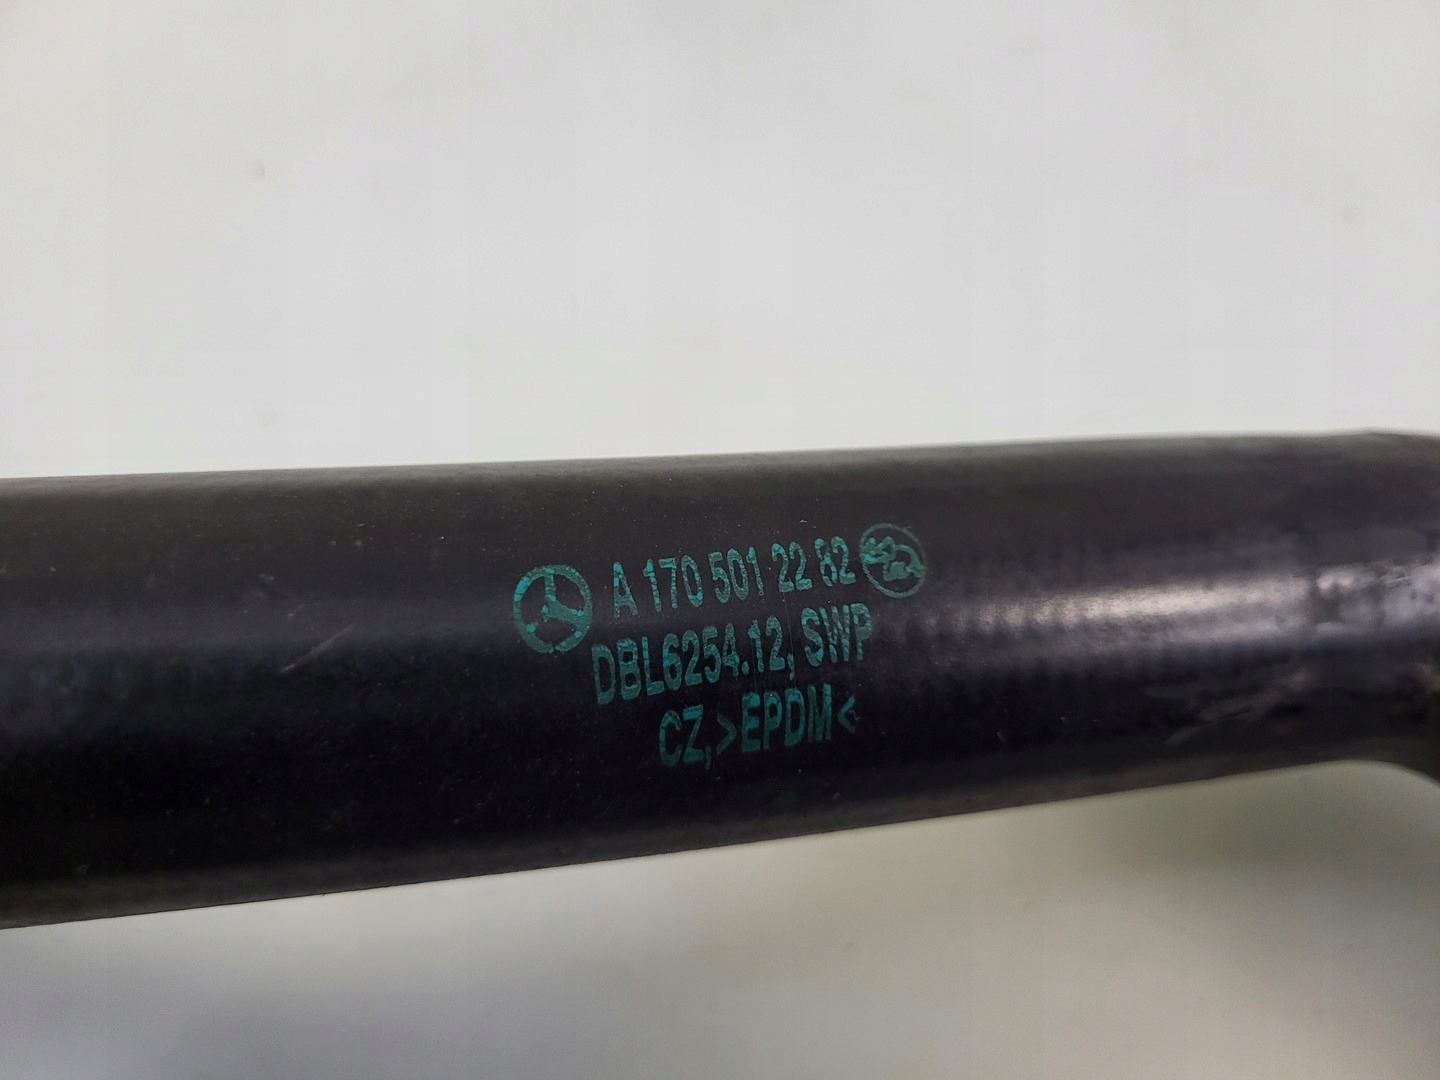 A 170 501 22 82
DBL6254.12, SWP
CZ,>EPDM<